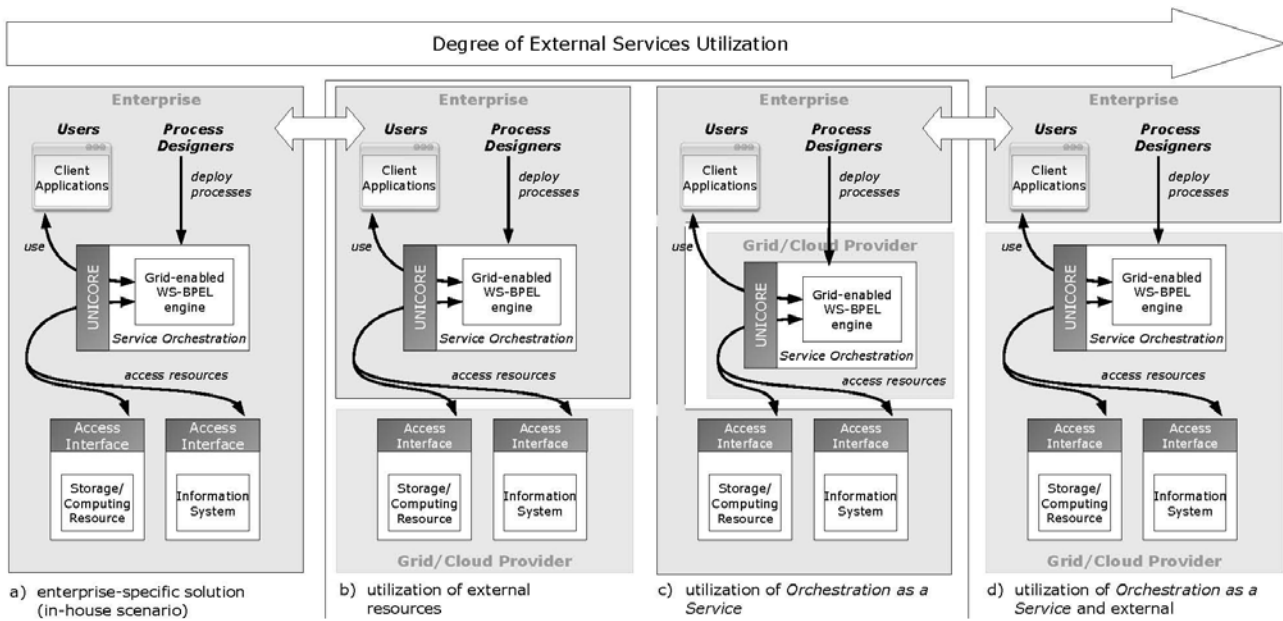 Degree of External Services Utilization
Enterprise
Users
Process
Designers
Client
Applications
deploy
processes
use
UNICORE
Grid-enabled
WS-BPEL
engine
Service Orchestration
access resources
Access
Interface
Storage/
Computing
Resource
Access
Interface
Information
System
a) enterprise-specific solution
(in-house scenario)
Enterprise
Users
Process
Designers
Client
Applications
deploy
processes
use
UNICORE
Grid-enabled
WS-BPEL
engine
Service Orchestration
access resources
Access
Interface
Storage/
Computing
Resource
Access
Interface
Information
System
Grid/Cloud Provider
b) utilization of external
resources
Enterprise
Users
Process
Designers
Client
Applications
deploy
processes
use
Grid/Cloud Provider
UNICORE
Grid-enabled
WS-BPEL
engine
Service Orchestration
access resources
Access
Interface
Storage/
Computing
Resource
Access
Interface
Information
System
c) utilization of Orchestration as a
Service
Enterprise
Users
Process
Designers
Client
Applications
deploy
processes
use
UNICORE
Grid-enabled
WS-BPEL
engine
Service Orchestration
access resources
Access
Interface
Storage/
Computing
Resource
Access
Interface
Information
System
Grid/Cloud Provider
d) utilization of Orchestration as a
Service and external